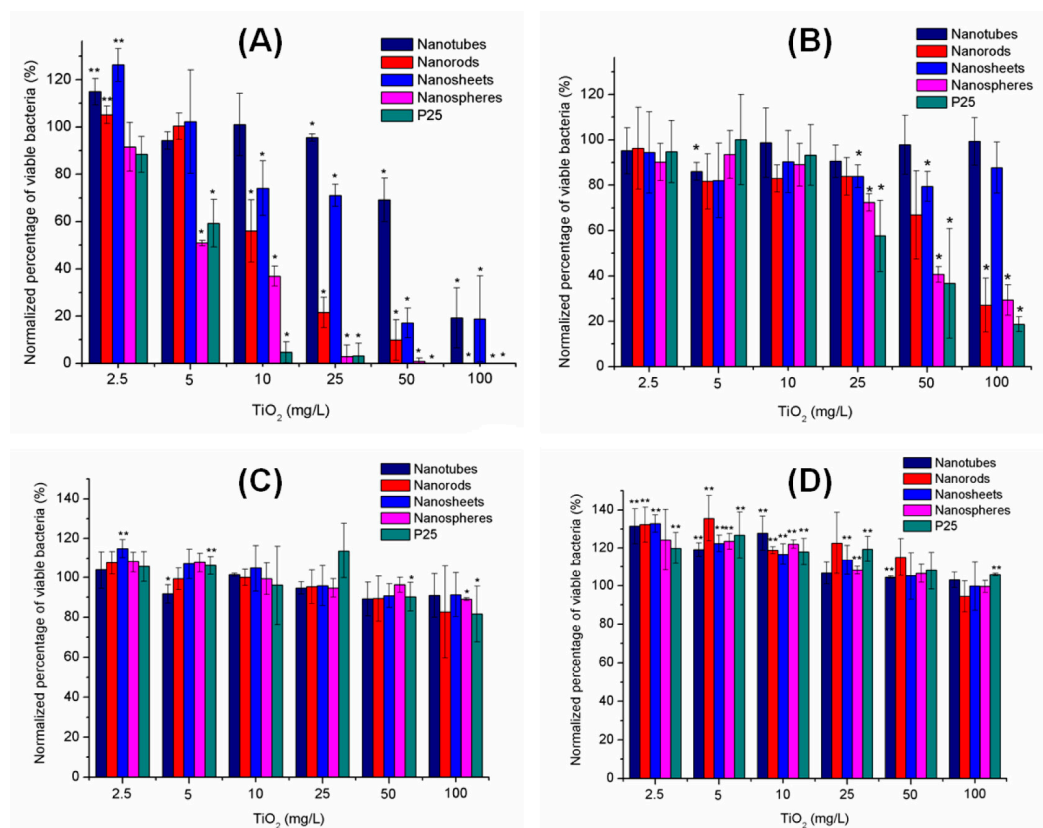 (A)
Nanotubes
Nanorods
Nanosheets
Nanospheres
P25
Normalized percentage of viable bacteria (%)
120
100
80
60
40
20
0
** ** ** * * * * * * * * * * * * * * * * * * *
2.5 5 10 25 50 100
TiO2 (mg/L)
(B)
Nanotubes
Nanorods
Nanosheets
Nanospheres
P25
Normalized percentage of viable bacteria (%)
120
100
80
60
40
20
0
* * * * * * * * * *
2.5 5 10 25 50 100
TiO2 (mg/L)
(C)
Nanotubes
Nanorods
Nanosheets
Nanospheres
P25
Normalized percentage of viable bacteria (%)
140
120
100
80
60
40
20
0
** * ** * * *
2.5 5 10 25 50 100
TiO2 (mg/L)
(D)
Nanotubes
Nanorods
Nanosheets
Nanospheres
P25
Normalized percentage of viable bacteria (%)
140
120
100
80
60
40
20
0
** ** ** ** ** ** ** ** ** ** ** ** ** ** ** ** ** ** ** **
2.5 5 10 25 50 100
TiO2 (mg/L)